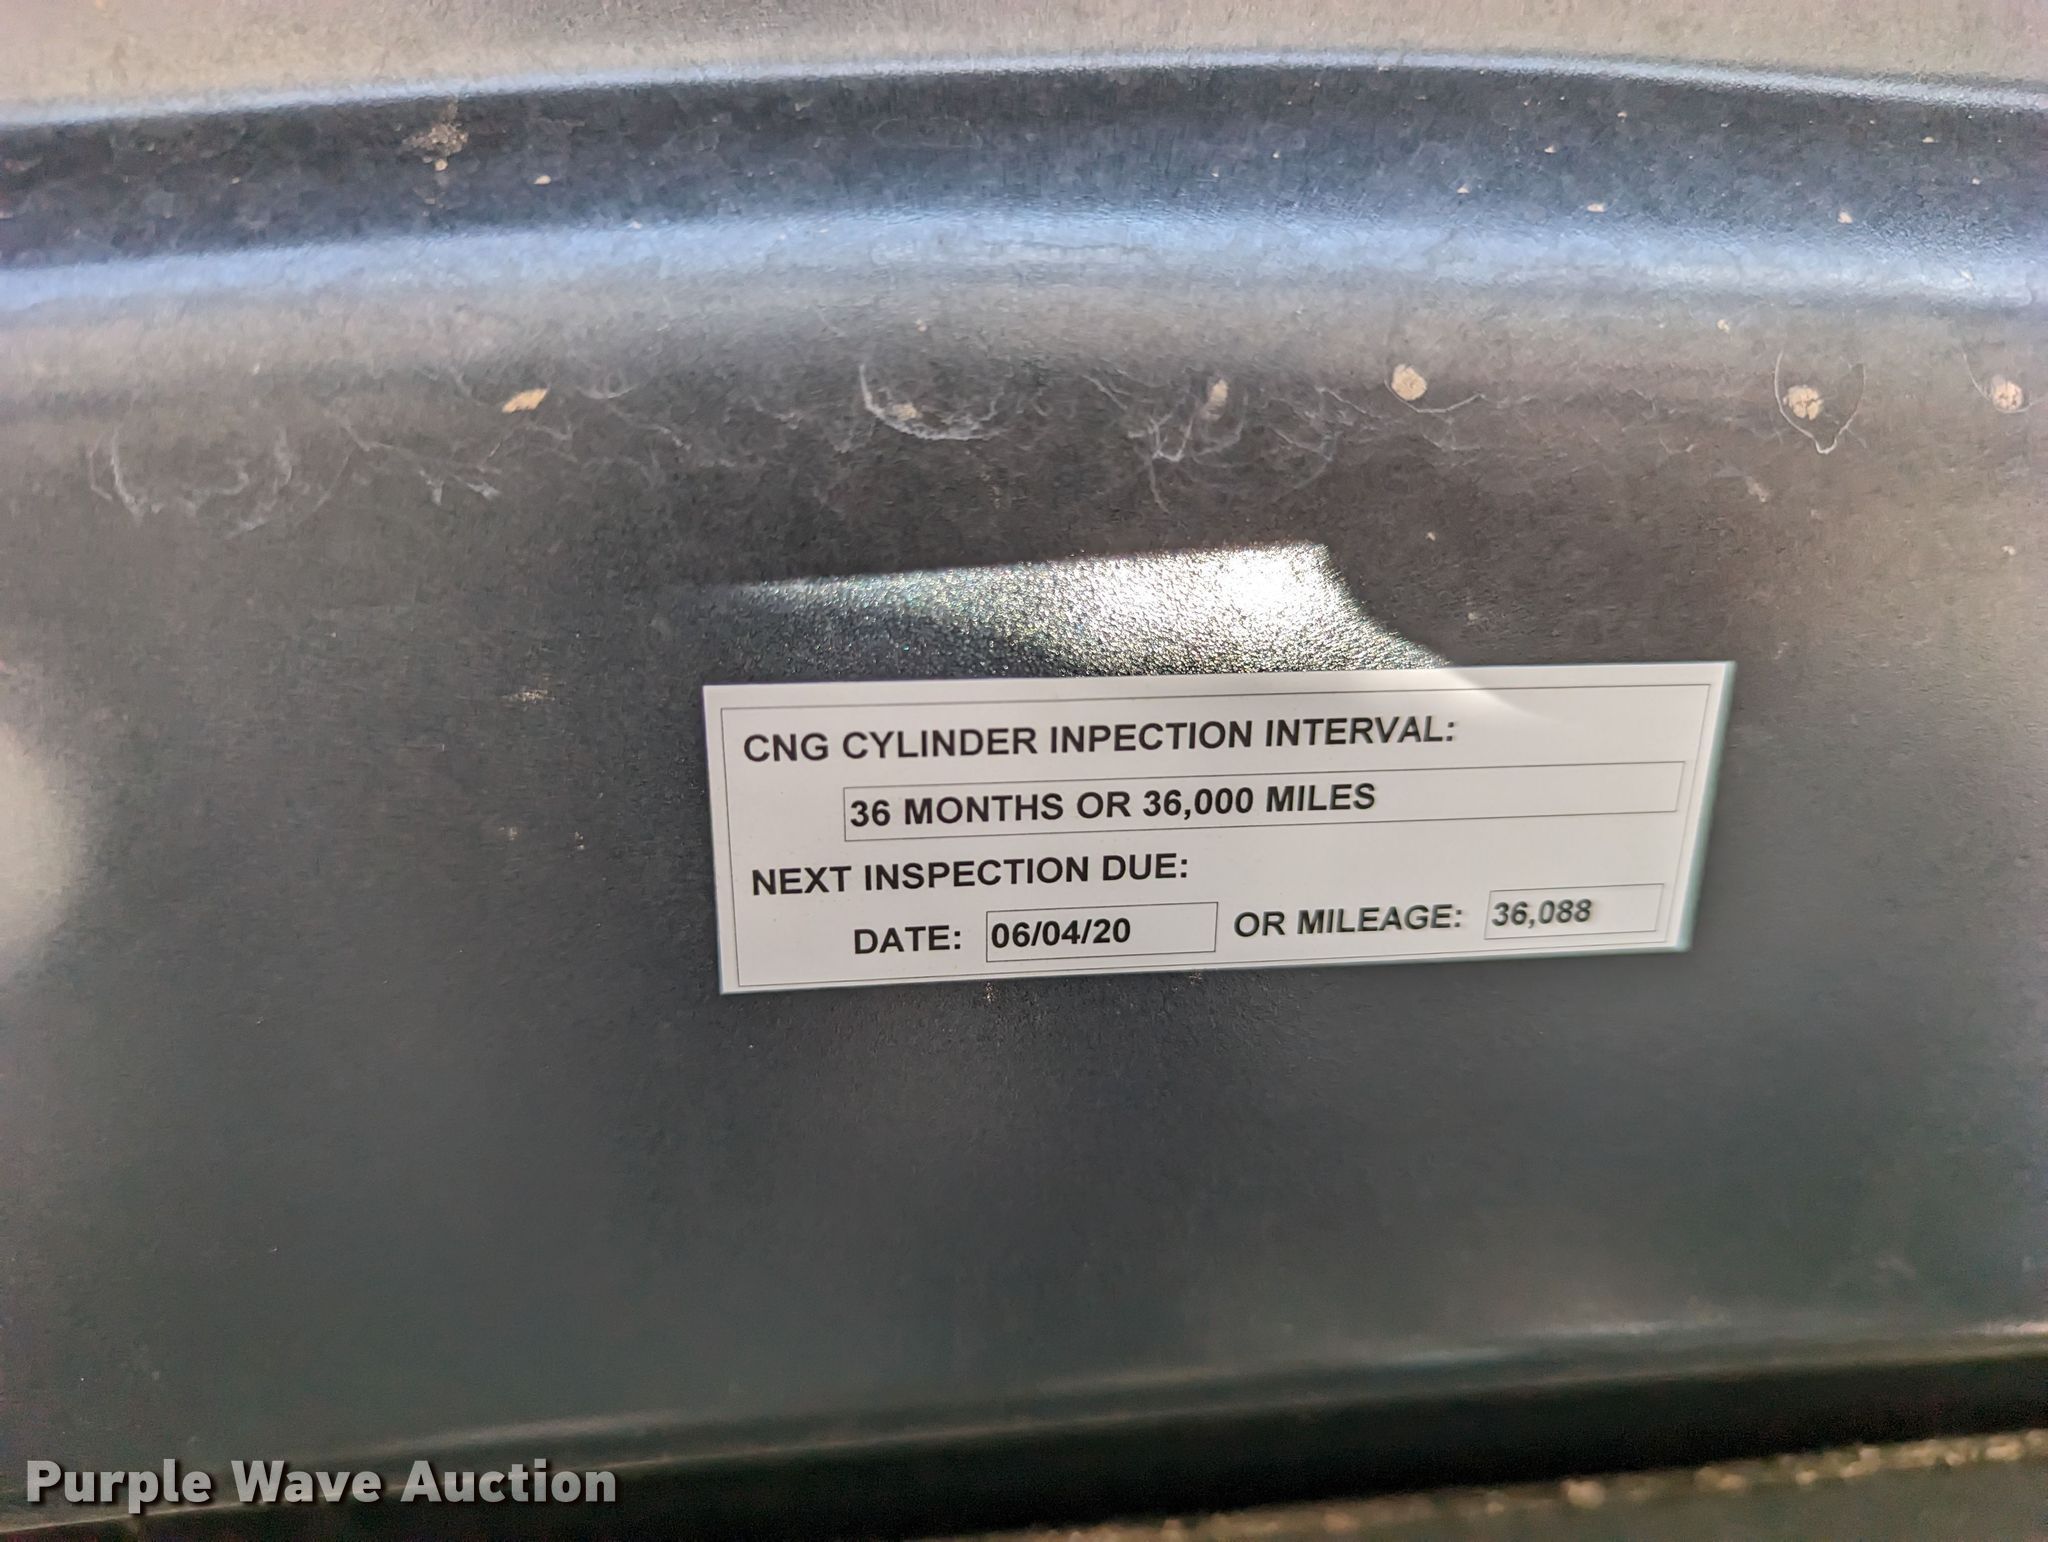 CNG CYLINDER INPECTION INTERVAL:
36 MONTHS OR 36,000 MILES
NEXT INSPECTION DUE:
DATE: 06/04/20 OR MILEAGE: 36,088
Purple Wave Auction